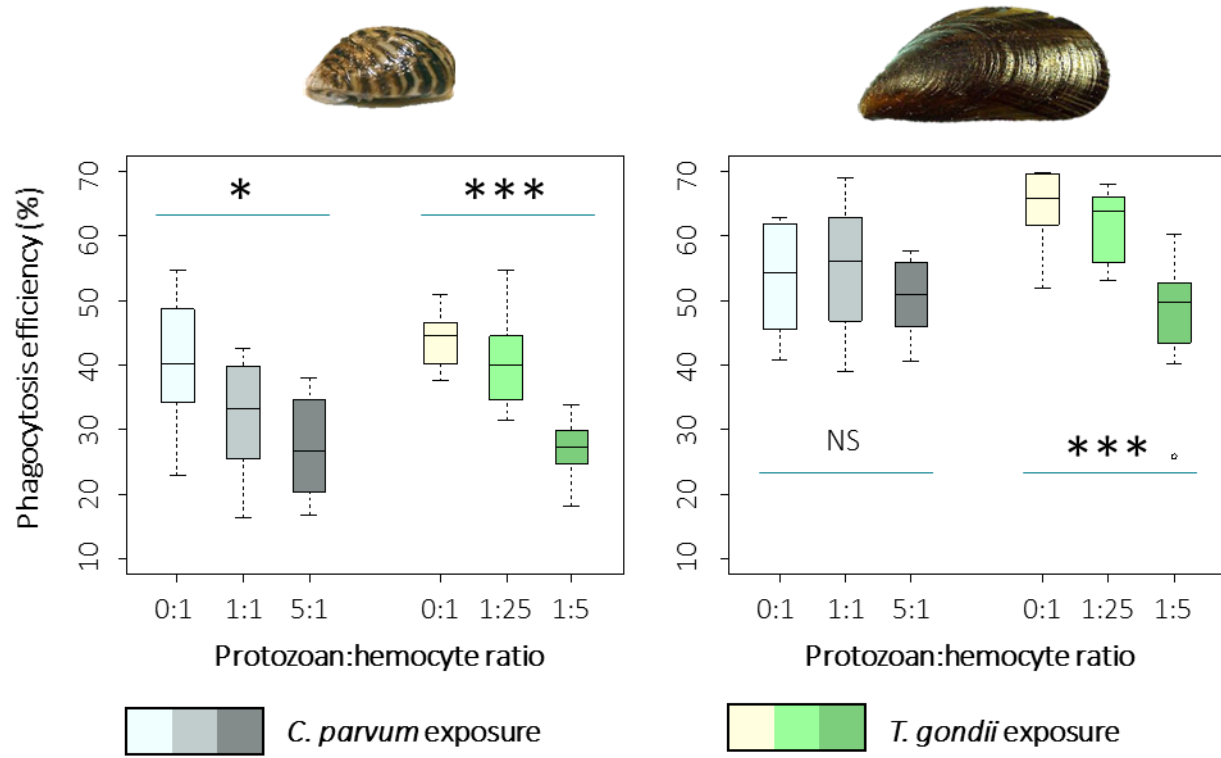 Phagocytosis efficiency (%)
70
60
50
40
30
20
10
*
***
0:1 1:1 5:1 0:1 1:25 1:5
Protozoan:hemocyte ratio
70
60
50
40
30
20
10
NS
***
0:1 1:1 5:1 0:1 1:25 1:5
Protozoan:hemocyte ratio
C. parvum exposure
T. gondii exposure